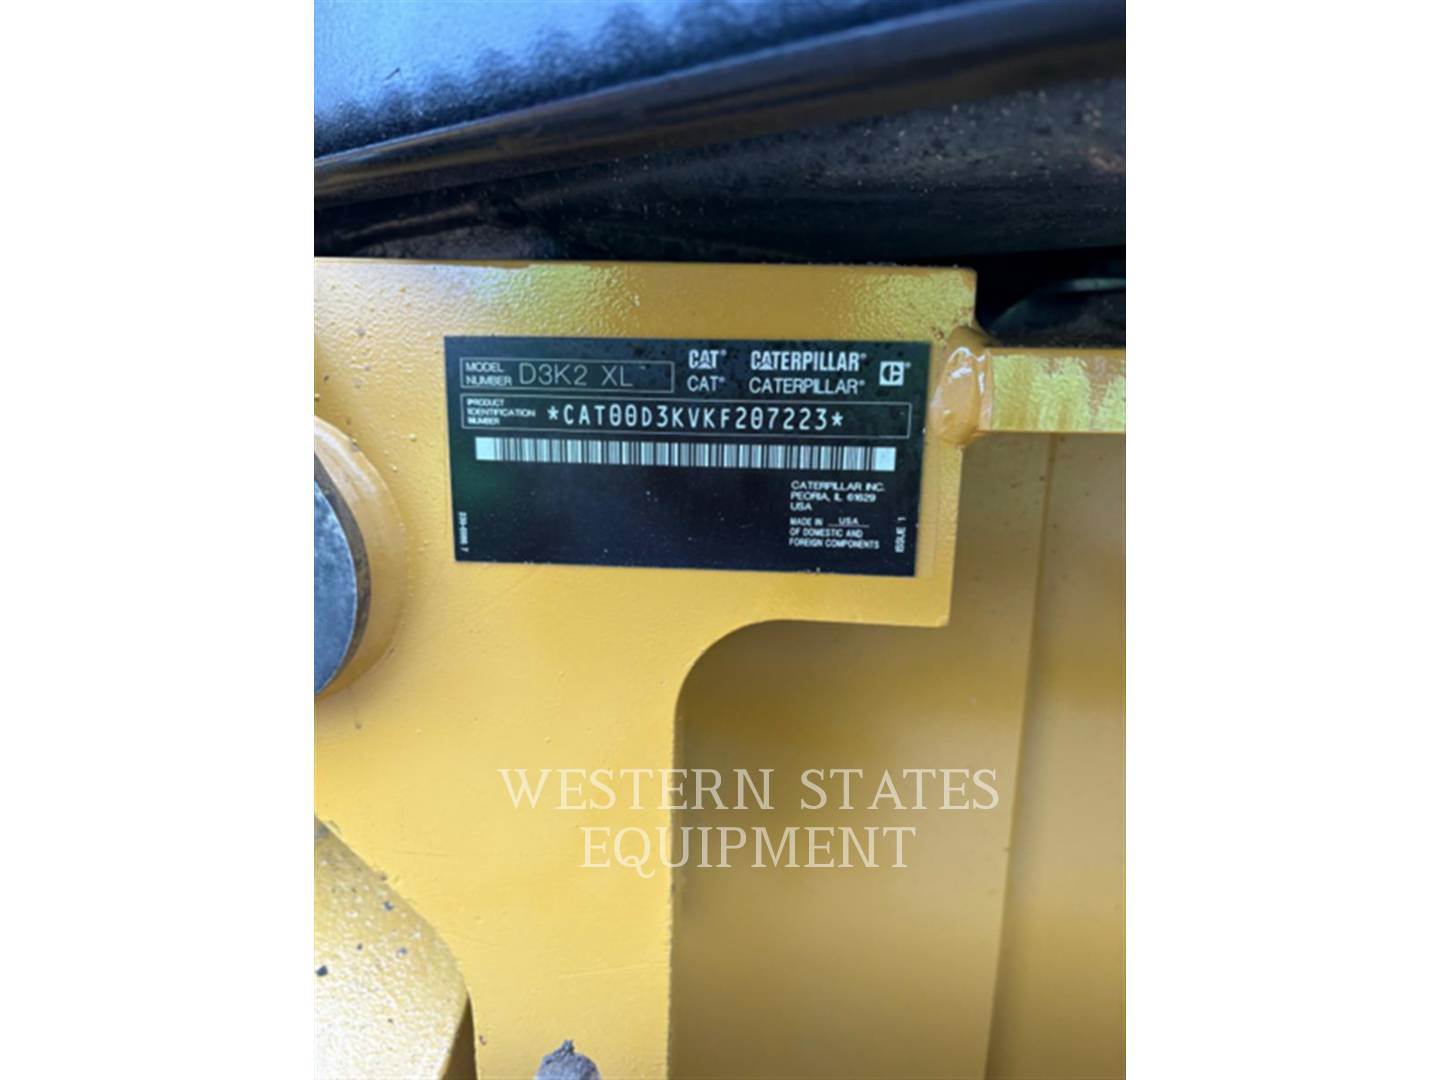 MODEL NUMBER D3K2 XL
CAT® CATERPILLAR®
CAT® CATERPILLAR®
PRODUCT IDENTIFICATION NUMBER *CAT00D3KVKF207223*
CATERPILLAR INC.
PEORIA, IL 61629
USA
MADE IN USA
OF DOMESTIC AND
FOREIGN COMPONENTS
ISSUE 1
WESTERN STATES
EQUIPMENT